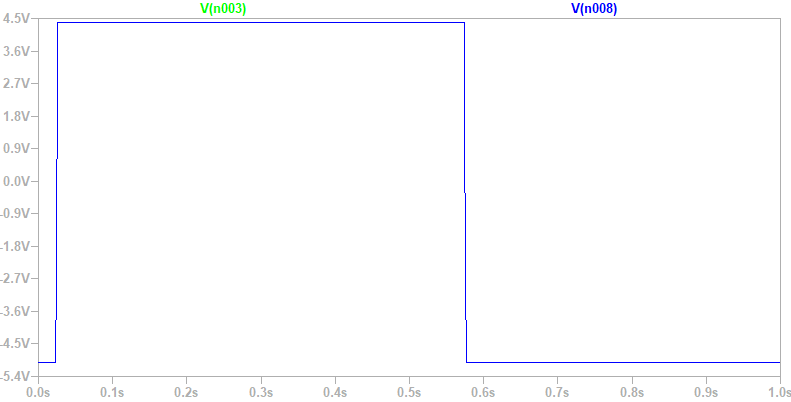 V(n003) V(n008)
4.5V
3.6V
2.7V
1.8V
0.9V
0.0V
-0.9V
-1.8V
-2.7V
-3.6V
-4.5V
-5.4V
0.0s 0.1s 0.2s 0.3s 0.4s 0.5s 0.6s 0.7s 0.8s 0.9s 1.0s